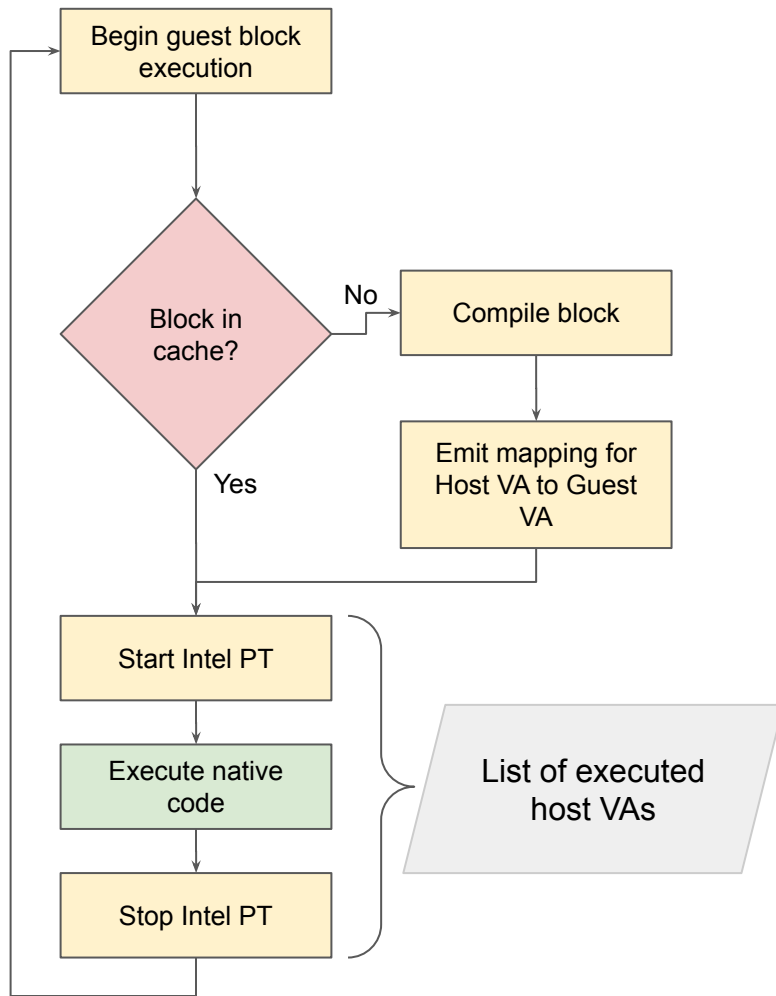 Begin guest block
execution
Block in
cache?
No
Compile block
Emit mapping for
Host VA to Guest
VA
Yes
Start Intel PT
Execute native
code
Stop Intel PT
List of executed
host VAs